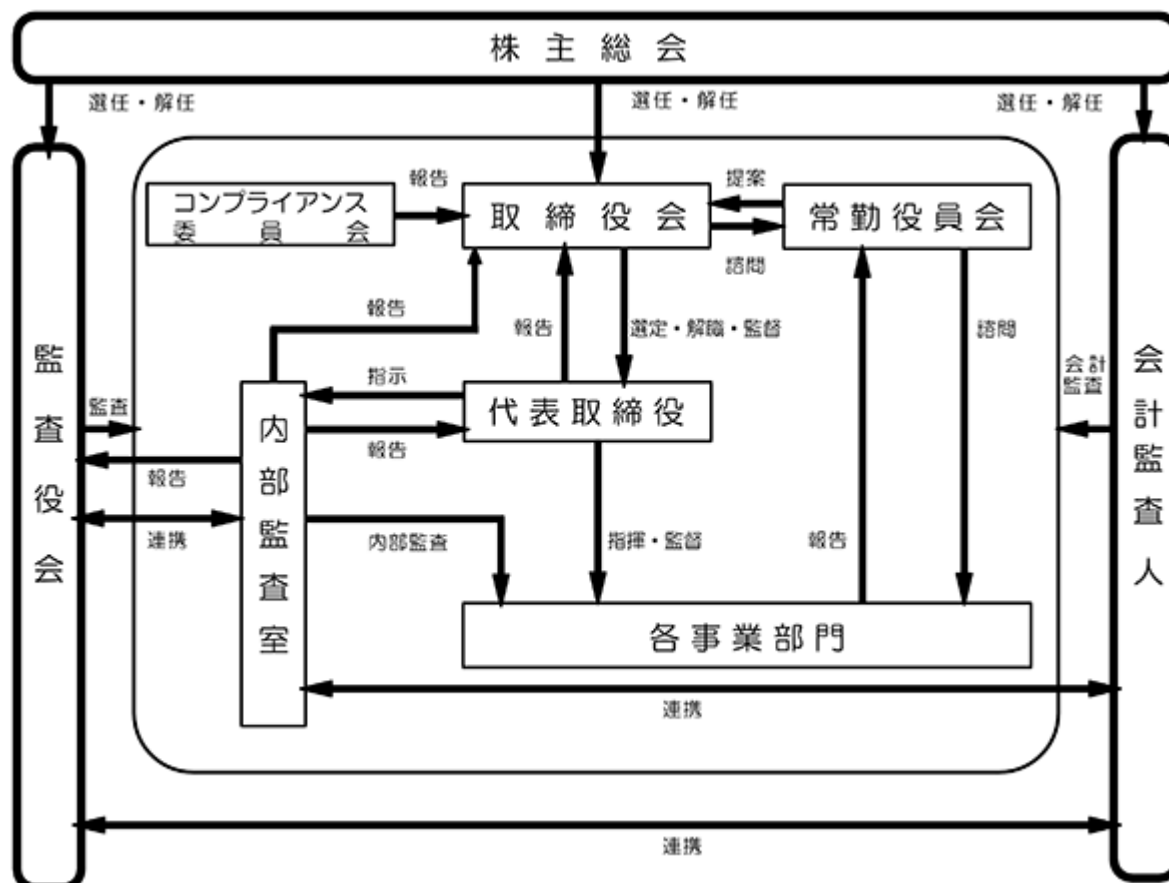 株主総会
選任・解任
選任・解任
選任・解任
コンプライアンス
委員会
報告
取締役会
提案
諮問
常勤役員会
報告
報告
選定・解職・監督
諮問
監査役会
監査
指示
代表取締役
会計
監査
会計監査人
内部監査室
報告
報告
連携
内部監査
指揮・監督
報告
各事業部門
連携
連携